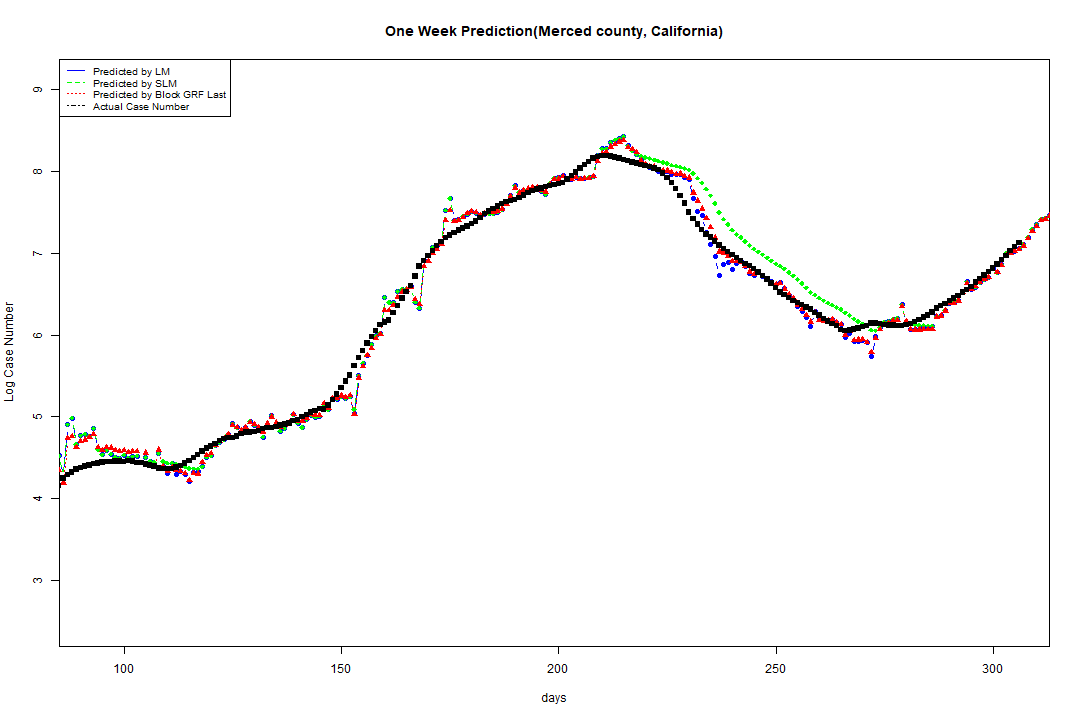 One Week Prediction(Merced county, California)
Predicted by LM
Predicted by SLM
Predicted by Block GRF Last
Actual Case Number
9
8
7
6
5
4
3
Log Case Number
100 150 200 250 300
days